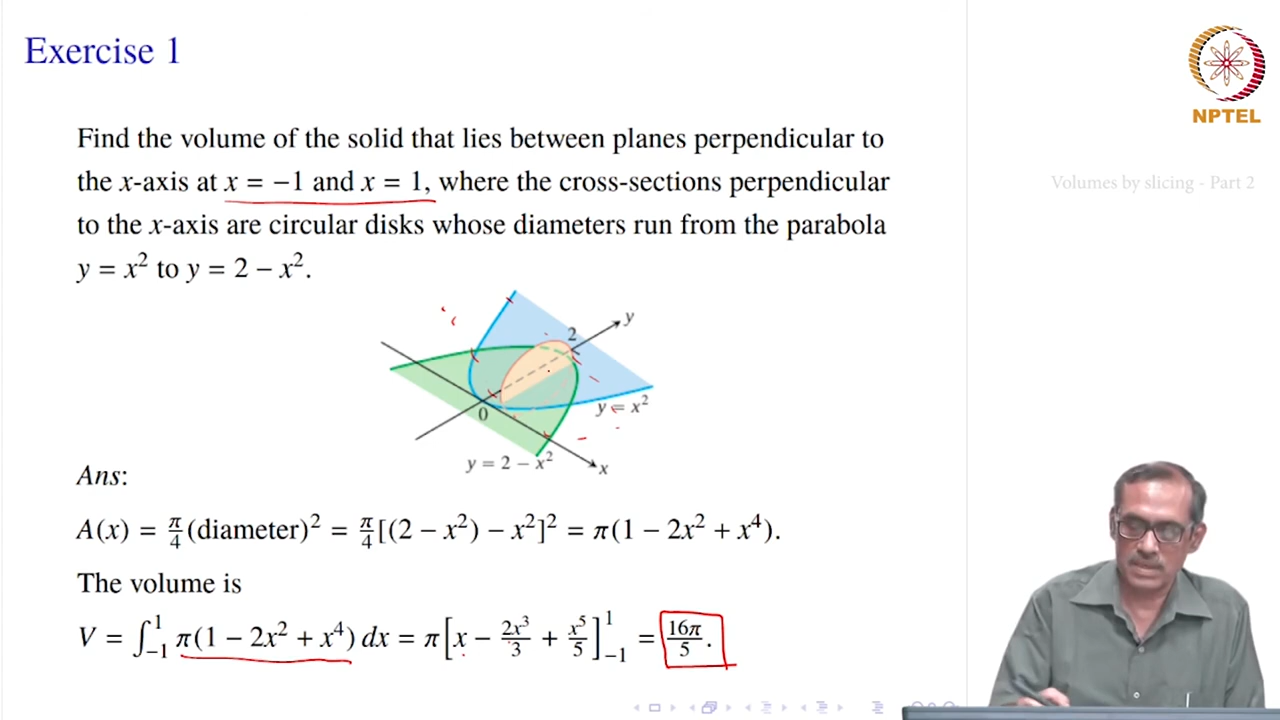 Exercise 1
NPTEL
Find the volume of the solid that lies between planes perpendicular to
the x-axis at x = −1 and x = 1, where the cross-sections perpendicular
to the x-axis are circular disks whose diameters run from the parabola
y = x² to y = 2 − x².
Volumes by slicing - Part 2
2
y
0
y = x²
y = 2 − x²
x
Ans:
A(x) = π/4 (diameter)² = π/4 [(2 − x²) − x²]² = π(1 − 2x² + x⁴).
The volume is
V = ∫₋₁¹ π(1 − 2x² + x⁴) dx = π[x − 2x³/3 + x⁵/5]₋₁¹ = 16π/5.